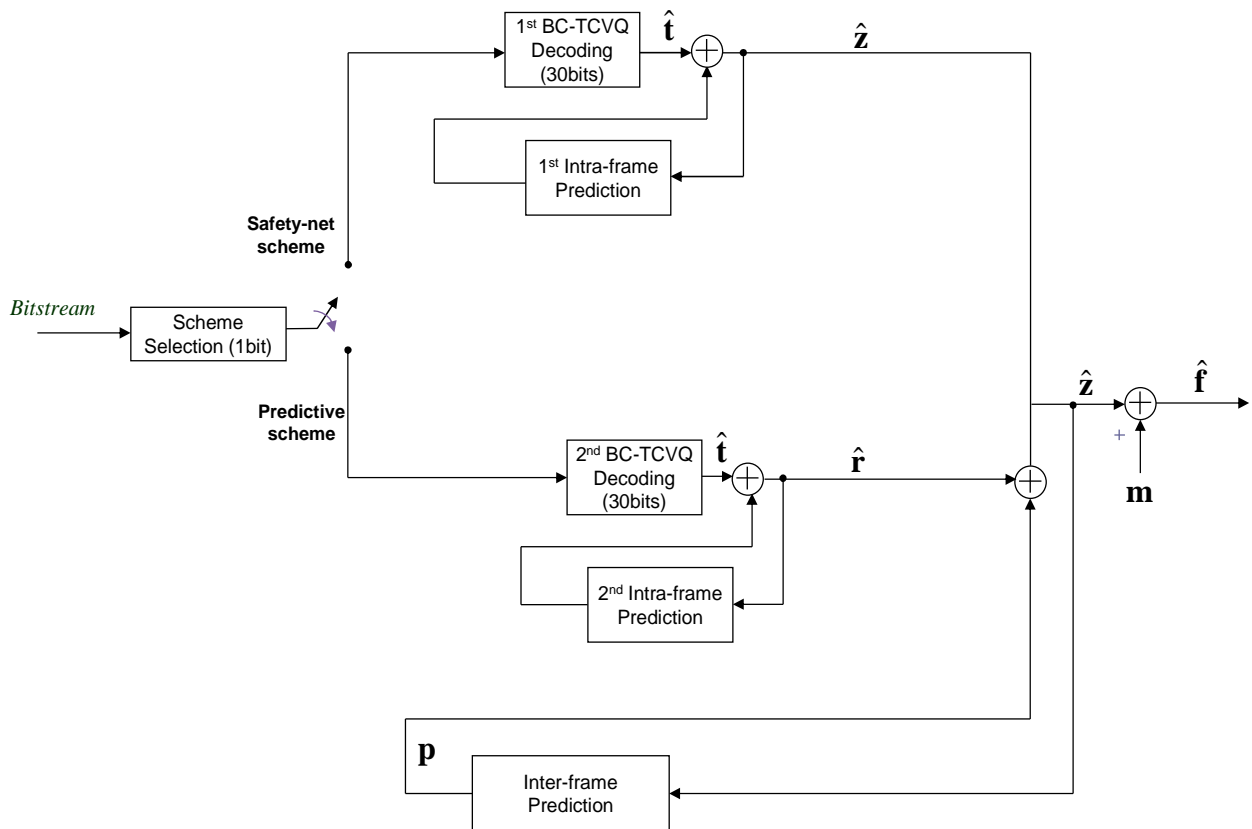 1st BC-TCVQ
Decoding
(30bits)
t̂
ẑ
1st Intra-frame
Prediction
Safety-net
scheme
Bitstream
Scheme
Selection (1bit)
Predictive
scheme
2nd BC-TCVQ
Decoding
(30bits)
t̂
r̂
ẑ
f̂
+
m
2nd Intra-frame
Prediction
p
Inter-frame
Prediction